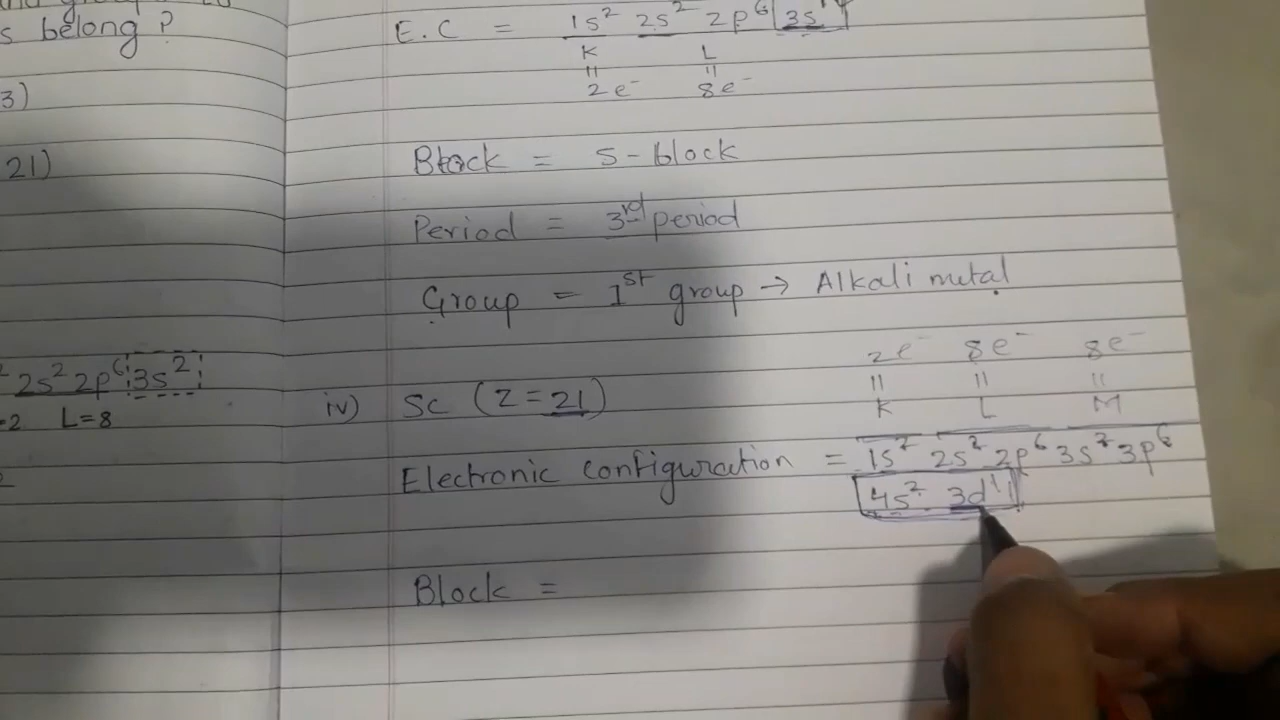 s belong ?
3)
21)
2s² 2p⁶ 3s²
=2 L=8
E.C = 1s² 2s² 2p⁶ 3s¹
K L
= =
2e⁻ 8e⁻
Block = s-block
Period = 3rd period
Group = 1st group → Alkali metal
2e⁻ 8e⁻ 8e⁻
= = =
K L M
iv) Sc (Z=21)
Electronic configuration = 1s² 2s² 2p⁶ 3s² 3p⁶
4s² 3d¹
Block =